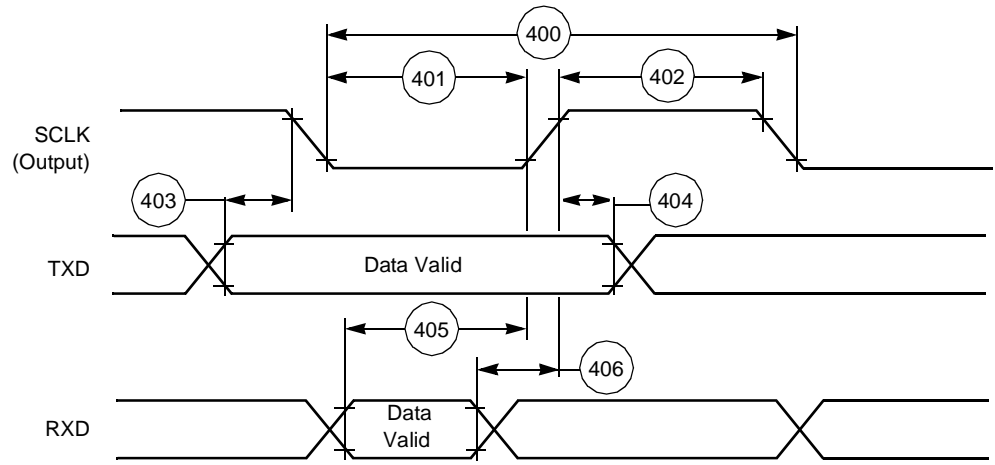 400
401
402
SCLK
(Output)
403
404
TXD
Data Valid
405
406
RXD
Data
Valid